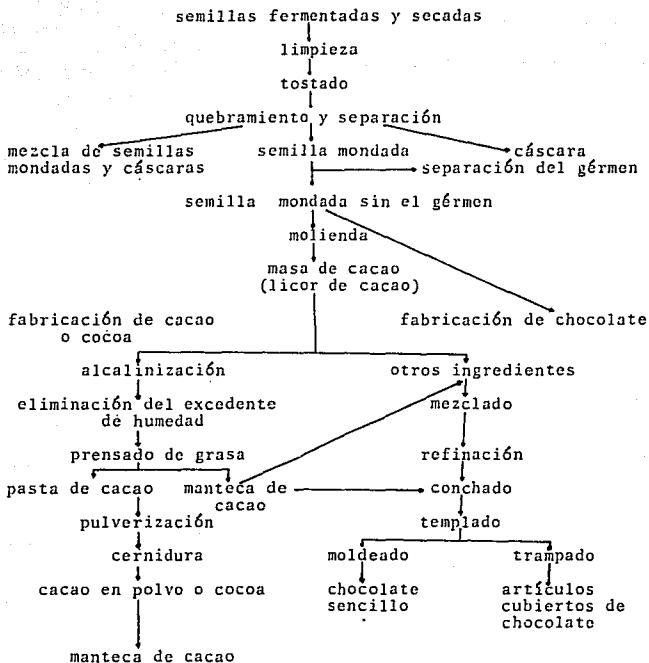 semillas fermentadas y secadas
limpieza
tostado
quebramiento y separación
mezcla de semillas
mondadas y cáscaras
semilla mondada
cáscara
separación del gérmen
semilla mondada sin el gérmen
molienda
masa de cacao
(licor de cacao)
fabricación de cacao
o cocoa
fabricación de chocolate
alcalinización
otros ingredientes
eliminación del excedente
de humedad
mezclado
prensado de grasa
refinación
pasta de cacao
manteca de
cacao
conchado
pulverización
templado
cernidura
moldeado
trampado
cacao en polvo o cocoa
chocolate
sencillo
artículos
cubiertos de
chocolate
manteca de cacao